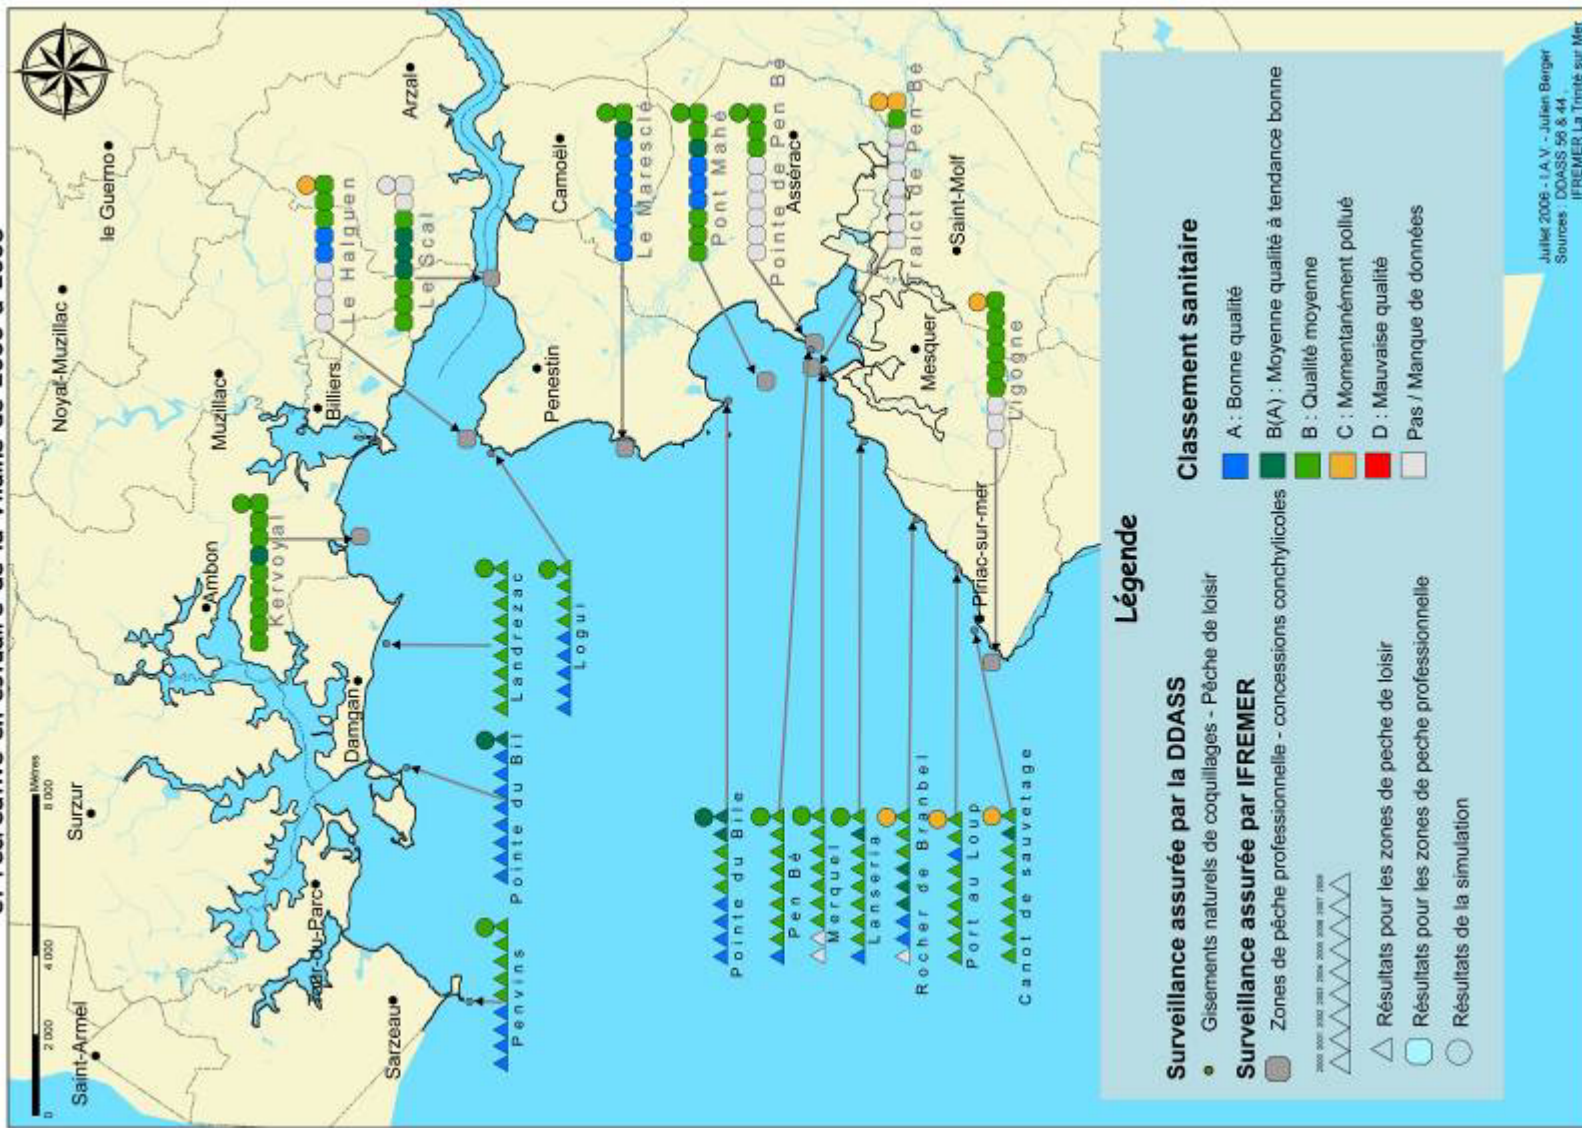 0
2 000
4 000
8 000
Mètres
Saint-Armel
Surzur
Noyal-Muzillac
le Guerno
Sarzeau
Damgan
Ambon
Muzillac
Billiers
Arzal
Camoël
Penestin
Assérac
Saint-Molf
Mesquer
Piriac-sur-mer
Kervoyal
Le Halguen
Le Scal
Le Maresclé
Pont Mahé
Pointe de Pen Bé
Traict de Pen Bé
Ligogne
Penvins
Pointe du Bil
Landrezac
Logui
Pointe du Bile
Pen Bé
Merquel
Lanseria
Rocher de Branbel
Port au Loup
Canot de sauvetage
Légende
Surveillance assurée par la DDASS
Gisements naturels de coquillages - Pêche de loisir
Surveillance assurée par IFREMER
Zones de pêche professionnelle - concessions conchylicoles
Résultats pour les zones de peche de loisir
Résultats pour les zones de peche professionnelle
Résultats de la simulation
Classement sanitaire
A : Bonne qualité
B(A) : Moyenne qualité à tendance bonne
B : Qualité moyenne
C : Momentanément pollué
D : Mauvaise qualité
Pas / Manque de données
Juillet 2008 - I.A.V. - Julien Berger
Sources : DDASS 56 & 44 ,
IFREMER La Trinité sur Mer